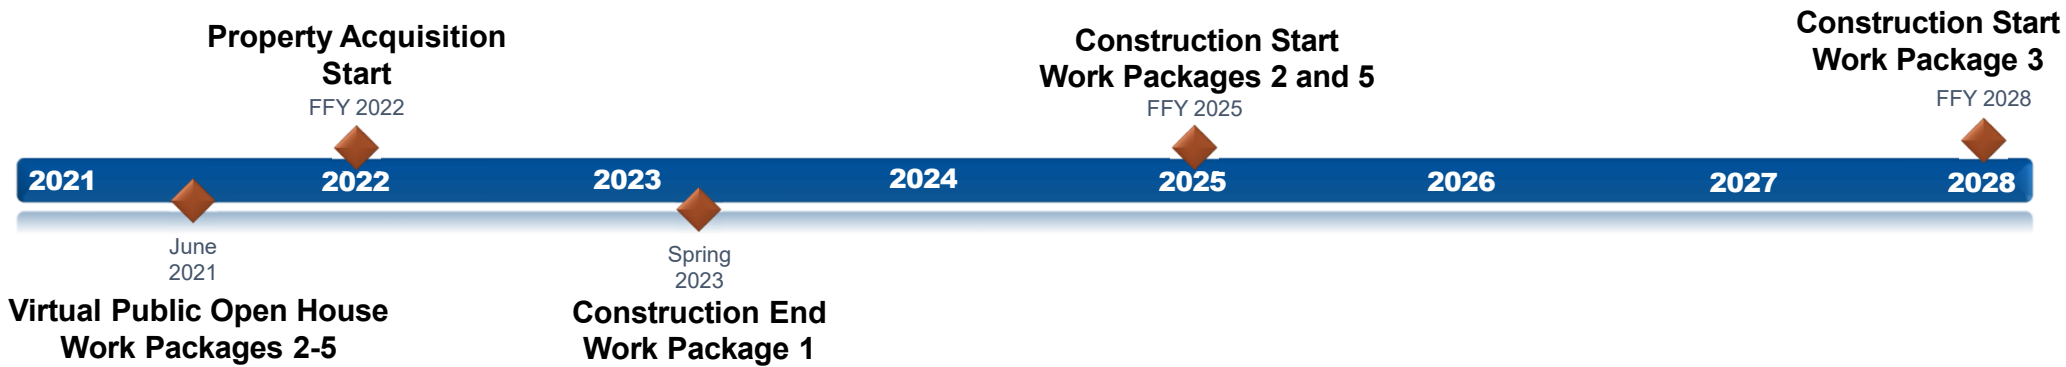 Property Acquisition
Start
FFY 2022
Construction Start
Work Packages 2 and 5
FFY 2025
Construction Start
Work Package 3
FFY 2028
2021
2022
2023
2024
2025
2026
2027
2028
June
2021
Virtual Public Open House
Work Packages 2-5
Spring
2023
Construction End
Work Package 1